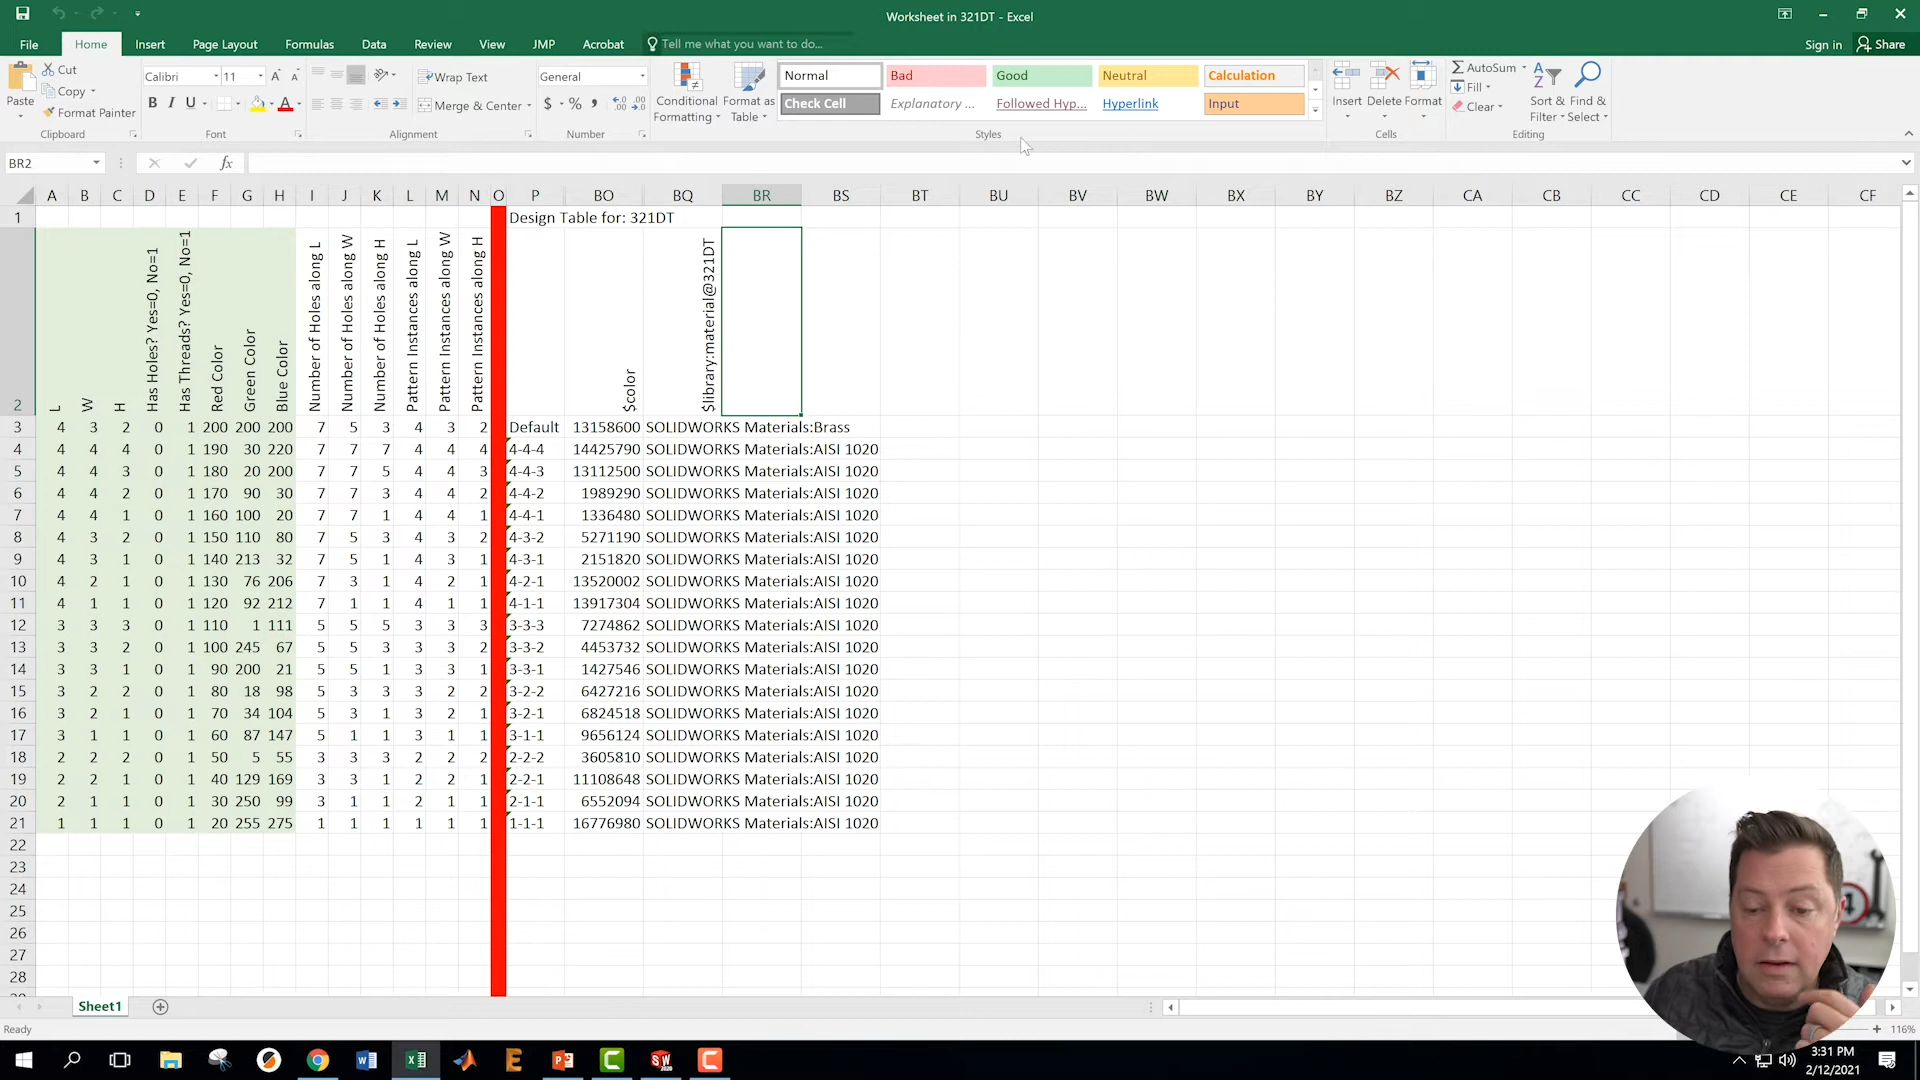 Worksheet in 321DT - Excel
File Home Insert Page Layout Formulas Data Review View JMP Acrobat Tell me what you want to do... Sign in Share
Paste Cut Copy Format Painter Clipboard
Calibri 11 A A B I U A Font
Wrap Text Merge & Center Alignment
General $ % , Number
Conditional Formatting Format as Table
Normal Bad Good Neutral Calculation
Check Cell Explanatory ... Followed Hyp... Hyperlink Input
Styles
Insert Delete Format Cells
AutoSum Fill Clear Sort & Filter Find & Select Editing
BR2 fx
A B C D E F G H I J K L M N O P BO BQ BR BS BT BU BV BW BX BY BZ CA CB CC CD CE CF
1 Design Table for: 321DT
2 L W H Has Holes? Yes=0, No=1 Has Threads? Yes=0, No=1 Red Color Green Color Blue Color Number of Holes along L Number of Holes along W Number of Holes along H Pattern Instances along L Pattern Instances along W Pattern Instances along H $color $library:material@321DT
3 4 3 2 0 1 200 200 200 7 5 3 4 3 2 Default 13158600 SOLIDWORKS Materials:Brass
4 4 4 4 0 1 190 30 220 7 7 7 4 4 4 4-4-4 14425790 SOLIDWORKS Materials:AISI 1020
5 4 4 3 0 1 180 20 200 7 7 5 4 4 3 4-4-3 13112500 SOLIDWORKS Materials:AISI 1020
6 4 4 2 0 1 170 90 30 7 7 3 4 4 2 4-4-2 1989290 SOLIDWORKS Materials:AISI 1020
7 4 4 1 0 1 160 100 20 7 7 1 4 4 1 4-4-1 1336480 SOLIDWORKS Materials:AISI 1020
8 4 3 2 0 1 150 110 80 7 5 3 4 3 2 4-3-2 5271190 SOLIDWORKS Materials:AISI 1020
9 4 3 1 0 1 140 213 32 7 5 1 4 3 1 4-3-1 2151820 SOLIDWORKS Materials:AISI 1020
10 4 2 1 0 1 130 76 206 7 3 1 4 2 1 4-2-1 13520002 SOLIDWORKS Materials:AISI 1020
11 4 1 1 0 1 120 92 212 7 1 1 4 1 1 4-1-1 13917304 SOLIDWORKS Materials:AISI 1020
12 3 3 3 0 1 110 1 111 5 5 5 3 3 3 3-3-3 7274862 SOLIDWORKS Materials:AISI 1020
13 3 3 2 0 1 100 245 67 5 5 3 3 3 2 3-3-2 4453732 SOLIDWORKS Materials:AISI 1020
14 3 3 1 0 1 90 200 21 5 5 1 3 3 1 3-3-1 1427546 SOLIDWORKS Materials:AISI 1020
15 3 2 2 0 1 80 18 98 5 3 3 3 2 2 3-2-2 6427216 SOLIDWORKS Materials:AISI 1020
16 3 2 1 0 1 70 34 104 5 3 1 3 2 1 3-2-1 6824518 SOLIDWORKS Materials:AISI 1020
17 3 1 1 0 1 60 87 147 5 1 1 3 1 1 3-1-1 9656124 SOLIDWORKS Materials:AISI 1020
18 2 2 2 0 1 50 5 55 3 3 3 2 2 2 2-2-2 3605810 SOLIDWORKS Materials:AISI 1020
19 2 2 1 0 1 40 129 169 3 3 1 2 2 1 2-2-1 11108648 SOLIDWORKS Materials:AISI 1020
20 2 1 1 0 1 30 250 99 3 1 1 2 1 1 2-1-1 6552094 SOLIDWORKS Materials:AISI 1020
21 1 1 1 0 1 20 255 275 1 1 1 1 1 1 1-1-1 16776980 SOLIDWORKS Materials:AISI 1020
22
23
24
25
26
27
28
Sheet1
Ready 116%
3:31 PM
2/12/2021